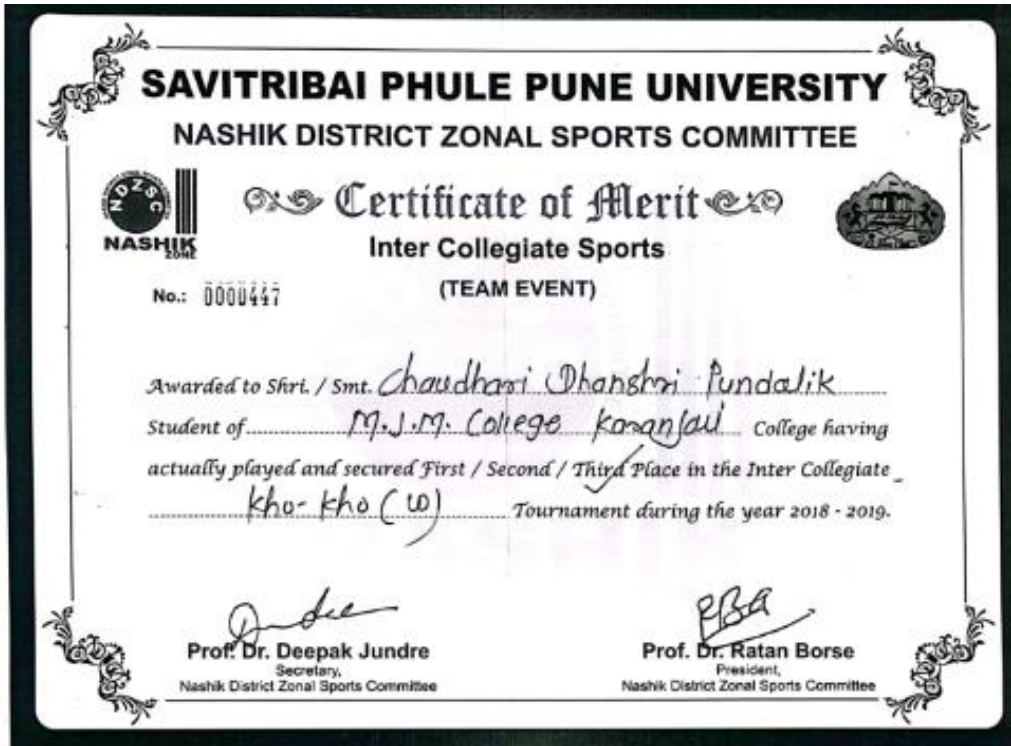 SAVITRIBAI PHULE PUNE UNIVERSITY
NASHIK DISTRICT ZONAL SPORTS COMMITTEE
NDZSC
NASHIK
ZONE
Certificate of Merit
Inter Collegiate Sports
(TEAM EVENT)
No.: 0000447
Awarded to Shri. / Smt. Chaudhari Dhanshri Pundalik
Student of M.J.M. College Karanjali College having
actually played and secured First / Second / Third Place in the Inter Collegiate
Kho-Kho (W) Tournament during the year 2018 - 2019.
Prof. Dr. Deepak Jundre
Secretary,
Nashik District Zonal Sports Committee
Prof. Dr. Ratan Borse
President,
Nashik District Zonal Sports Committee